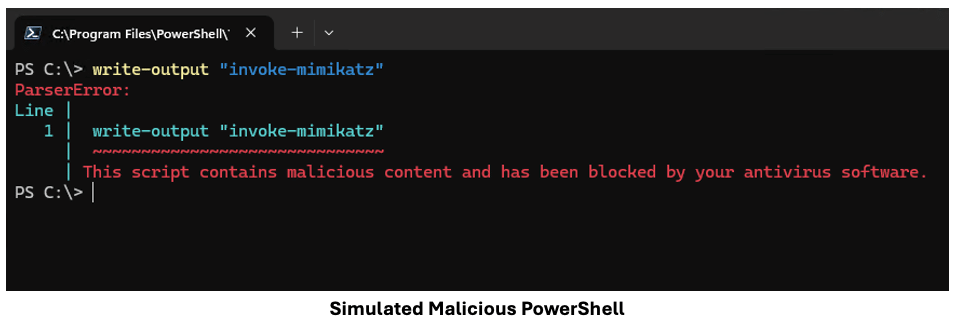 C:\Program Files\PowerShell\
PS C:\> write-output "invoke-mimikatz"
ParserError:
Line |
1 | write-output "invoke-mimikatz"
| ~~~~~~~~~~~~~~~~~~~~~~~~~~~~~~
| This script contains malicious content and has been blocked by your antivirus software.
PS C:\>
Simulated Malicious PowerShell